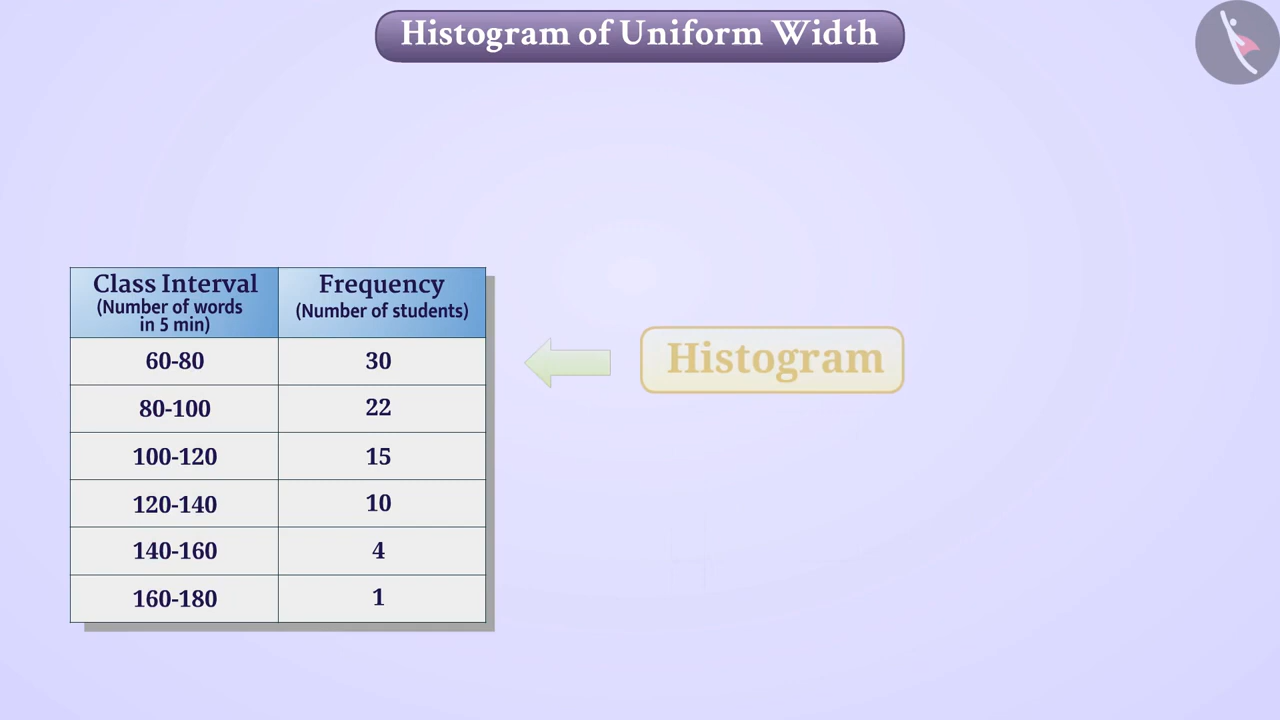 Histogram of Uniform Width
Class Interval Frequency
(Number of words (Number of students)
in 5 min)
60-80 30
Histogram
80-100 22
100-120 15
120-140 10
140-160 4
160-180 1